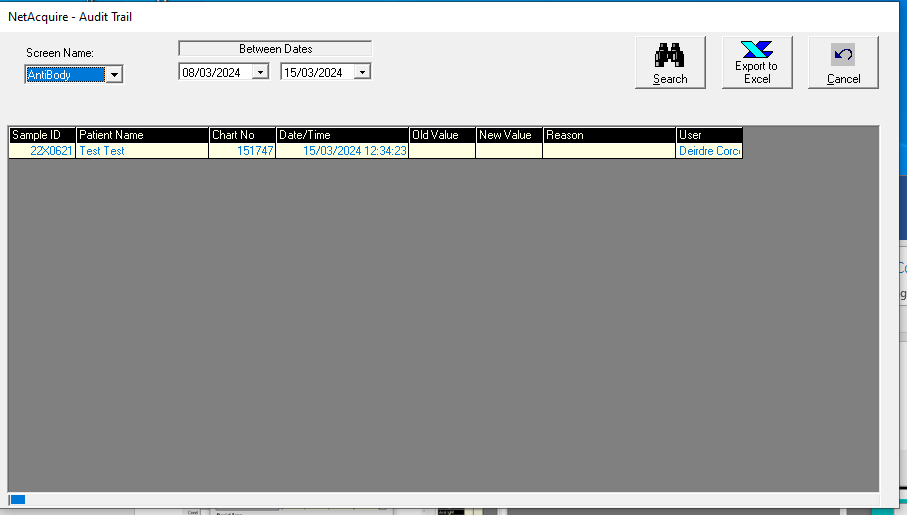 NetAcquire - Audit Trail
Screen Name:
AntiBody
Between Dates
08/03/2024
15/03/2024
Search
Export to
Excel
Cancel
Sample ID Patient Name Chart No Date/Time Old Value New Value Reason User
22X0621 Test Test 151747 15/03/2024 12:34:23 Deirdre Corc